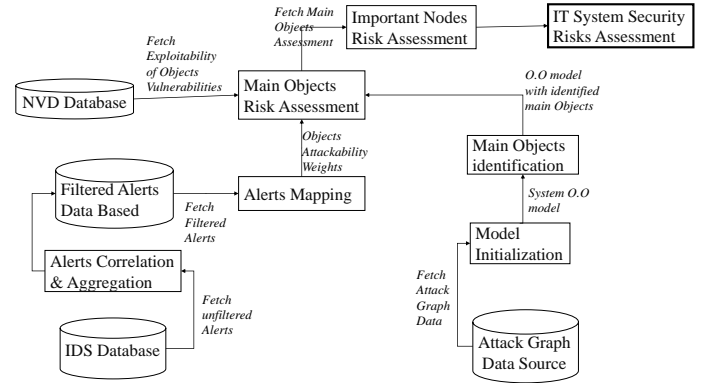 Fetch Main
Objects
Assessment
Important Nodes
Risk Assessment
IT System Security
Risks Assessment
Fetch
Exploitability
of Objects
Vulnerabilities
NVD Database
Main Objects
Risk Assessment
O.O model
with identified
main Objects
Objects
Attackability
Weights
Main Objects
identification
Filtered Alerts
Data Based
Fetch
Filtered
Alerts
Alerts Mapping
System O.O
model
Model
Initialization
Alerts Correlation
& Aggregation
Fetch
unfiltered
Alerts
Fetch
Attack
Graph
Data
IDS Database
Attack Graph
Data Source